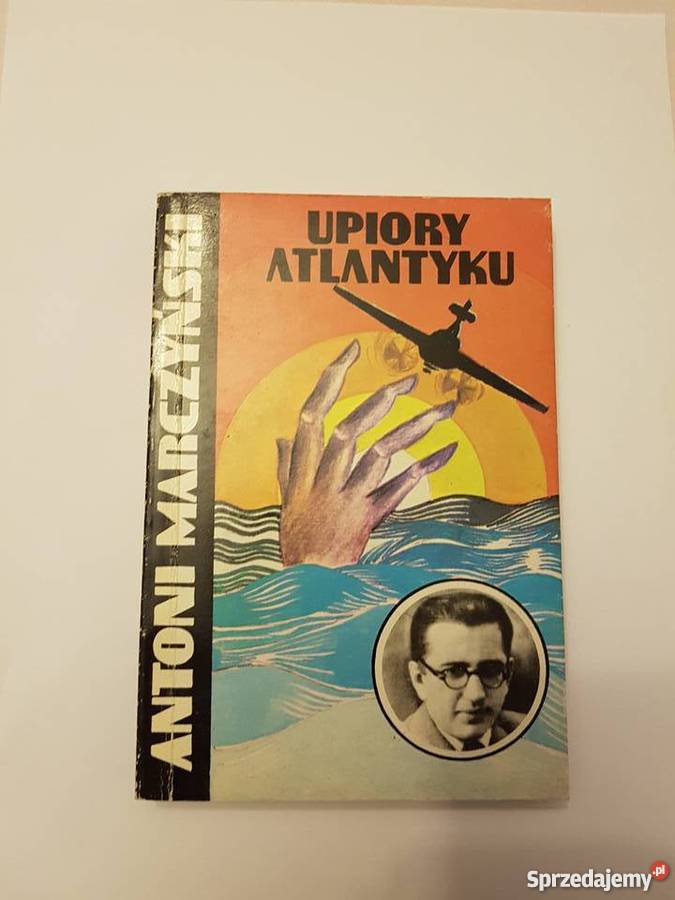 UPIORY
ATLANTYKU
ANTONI MARCZYŃSKI
Sprzedajemy.pl